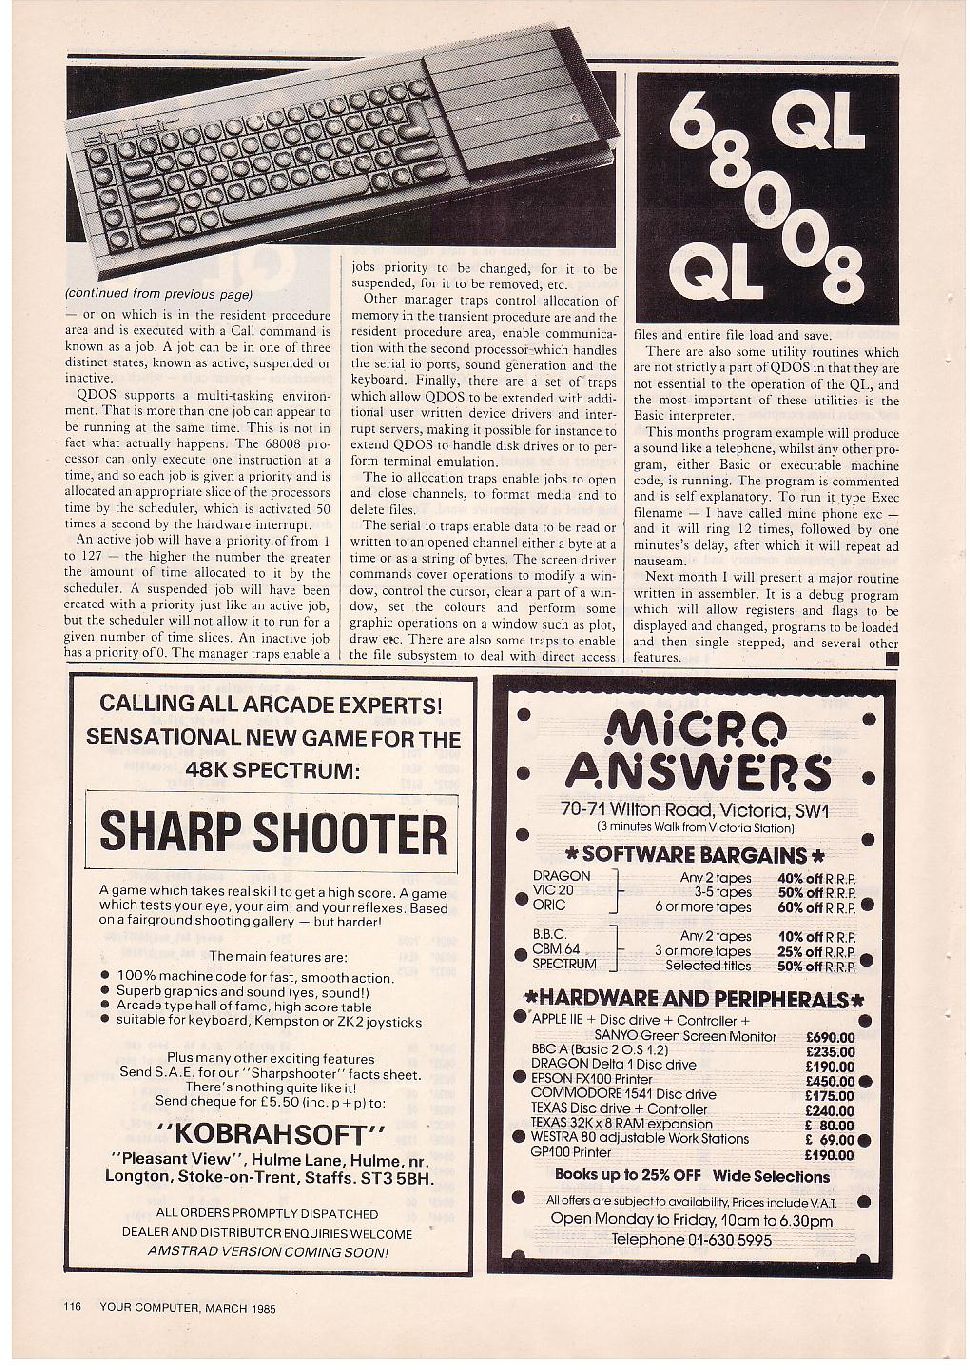 sinclair
68008
QL
QL
(continued from previous page)
— or on which is in the resident procedure
area and is executed with a Call command is
known as a job. A job can be in one of three
distinct states, known as active, suspended or
inactive.
QDOS supports a multi-tasking environ-
ment. That is more than one job can appear to
be running at the same time. This is not in
fact what actually happens. The 68008 pro-
cessor can only execute one instruction at a
time, and so each job is given a priority and is
allocated an appropriate slice of the processors
time by the scheduler, which is activated 50
times a second by the hardware interrupt.
An active job will have a priority of from 1
to 127 — the higher the number the greater
the amount of time allocated to it by the
scheduler. A suspended job will have been
created with a priority just like an active job,
but the scheduler will not allow it to run for a
given number of time slices. An inactive job
has a priority of 0. The manager traps enable a
jobs priority to be changed, for it to be
suspended, for it to be removed, etc.
Other manager traps control allocation of
memory in the transient procedure are and the
resident procedure area, enable communica-
tion with the second processor which handles
the serial io ports, sound generation and the
keyboard. Finally, there are a set of traps
which allow QDOS to be extended with addi-
tional user written device drivers and inter-
rupt servers, making it possible for instance to
extend QDOS to handle disk drives or to per-
form terminal emulation.
The io allocation traps enable jobs to open
and close channels, to format media and to
delete files.
The serial io traps enable data to be read or
written to an opened channel either a byte at a
time or as a string of bytes. The screen driver
commands cover operations to modify a win-
dow, control the cursor, clear a part of a win-
dow, set the colours and perform some
graphic operations on a window such as plot,
draw etc. There are also some traps to enable
the file subsystem to deal with direct access
files and entire file load and save.
There are also some utility routines which
are not strictly a part of QDOS in that they are
not essential to the operation of the QL, and
the most important of these utilities is the
Basic interpreter.
This months program example will produce
a sound like a telephone, whilst any other pro-
gram, either Basic or executable machine
code, is running. The program is commented
and is self explanatory. To run it type Exec
filename — I have called mine phone exc —
and it will ring 12 times, followed by one
minutes's delay, after which it will repeat ad
nauseam.
Next month I will present a major routine
written in assembler. It is a debug program
which will allow registers and flags to be
displayed and changed, programs to be loaded
and then single stepped, and several other
features.
CALLING ALL ARCADE EXPERTS!
SENSATIONAL NEW GAME FOR THE
48K SPECTRUM:
SHARP SHOOTER
A game which takes real skill to get a high score. A game
which tests your eye, your aim and your reflexes. Based
on a fairground shooting gallery — but harder!
The main features are:
● 100% machine code for fast, smooth action.
● Superb graphics and sound (yes, sound!)
● Arcade type hall of fame, high score table
● suitable for keyboard, Kempston or ZK2 joysticks
Plus many other exciting features
Send S.A.E. for our "Sharpshooter" facts sheet.
There's nothing quite like it!
Send cheque for £5.50 (inc. p + p) to:
"KOBRAHSOFT"
"Pleasant View", Hulme Lane, Hulme, nr.
Longton, Stoke-on-Trent, Staffs. ST3 5BH.
ALL ORDERS PROMPTLY DISPATCHED
DEALER AND DISTRIBUTOR ENQUIRIES WELCOME
AMSTRAD VERSION COMING SOON!
MiCRO
ANSWERS
70-71 Wilton Road, Victoria, SW1
(3 minutes Walk from Victoria Station)
★SOFTWARE BARGAINS★
DRAGON Any 2 tapes 40% off R.R.P.
VIC 20 3-5 tapes 50% off R.R.P.
ORIC 6 or more tapes 60% off R.R.P.
B.B.C. Any 2 tapes 10% off R.R.P.
CBM 64 3 or more tapes 25% off R.R.P.
SPECTRUM Selected titles 50% off R.R.P.
★HARDWARE AND PERIPHERALS★
APPLE IIE + Disc drive + Controller +
SANYO Green Screen Monitor £690.00
BBC A (Basic 2 O.S 1.2) £235.00
DRAGON Delta 1 Disc drive £190.00
EPSON FX100 Printer £450.00
COMMODORE 1541 Disc drive £175.00
TEXAS Disc drive + Controller £240.00
TEXAS 32K x 8 RAM expansion £ 80.00
WESTRA 80 adjustable Work Stations £ 69.00
GP100 Printer £190.00
Books up to 25% OFF Wide Selections
All offers are subject to availability, Prices include V.A.T.
Open Monday to Friday, 10am to 6.30pm
Telephone 01-630 5995
116 YOUR COMPUTER, MARCH 1985